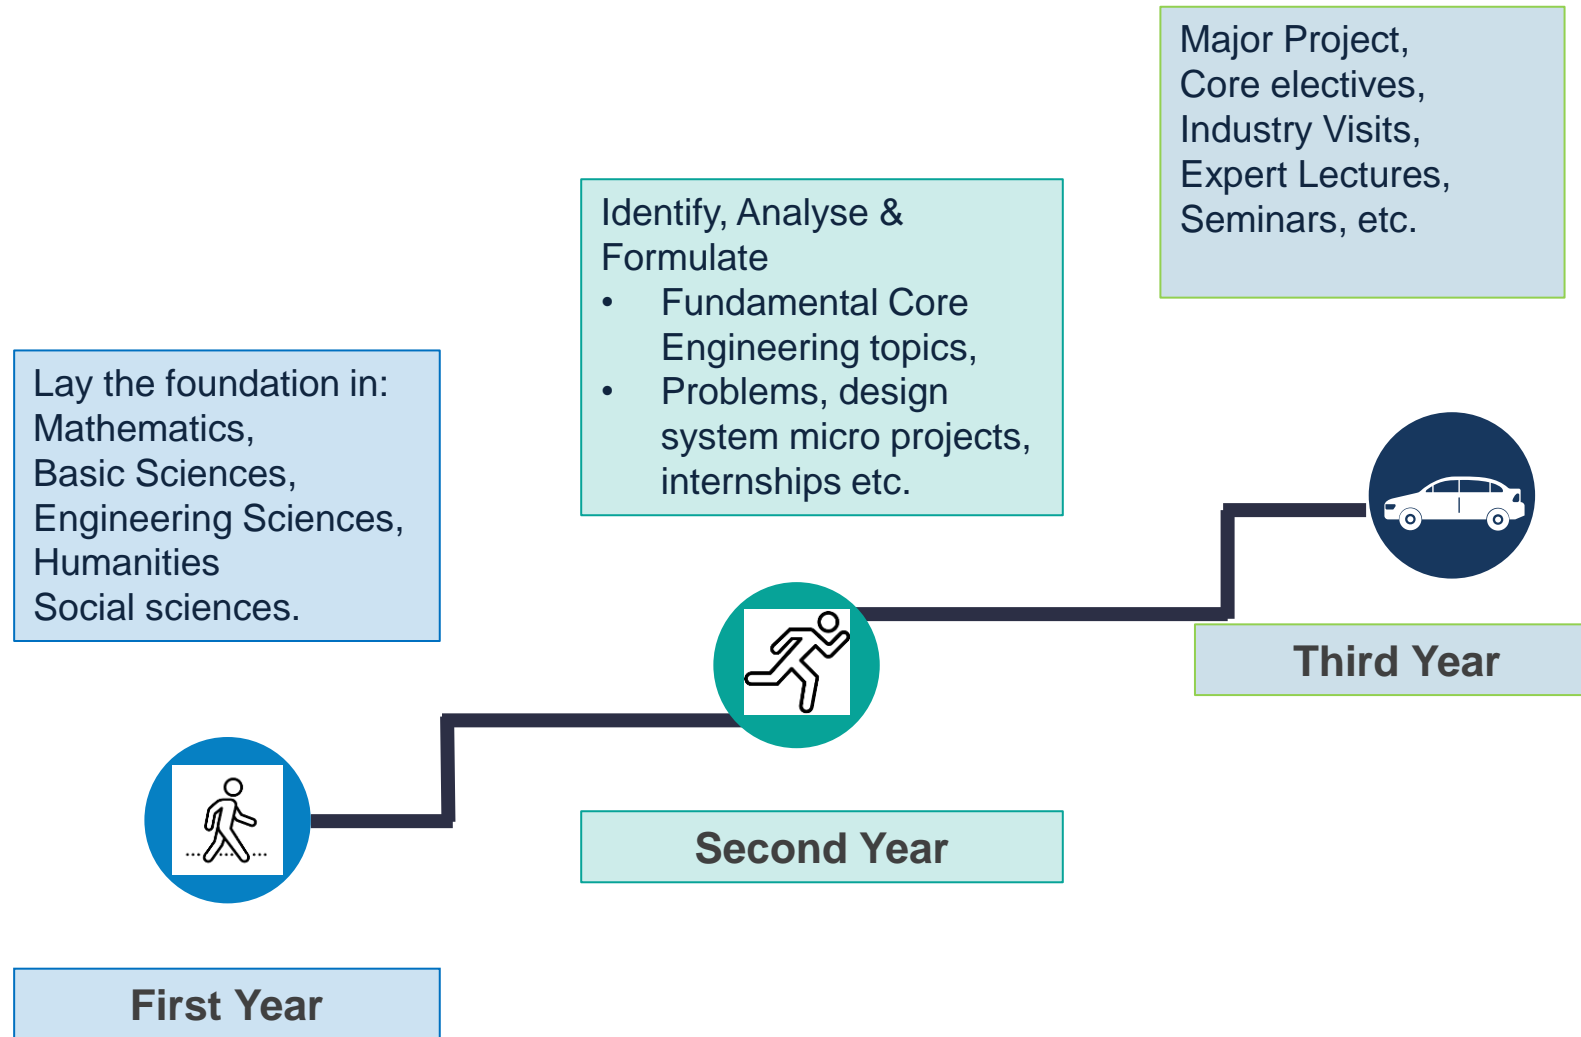 Major Project,
Core electives,
Industry Visits,
Expert Lectures,
Seminars, etc.
Identify, Analyse &
Formulate
• Fundamental Core
Engineering topics,
• Problems, design
system micro projects,
internships etc.
Lay the foundation in:
Mathematics,
Basic Sciences,
Engineering Sciences,
Humanities
Social sciences.
Third Year
Second Year
First Year